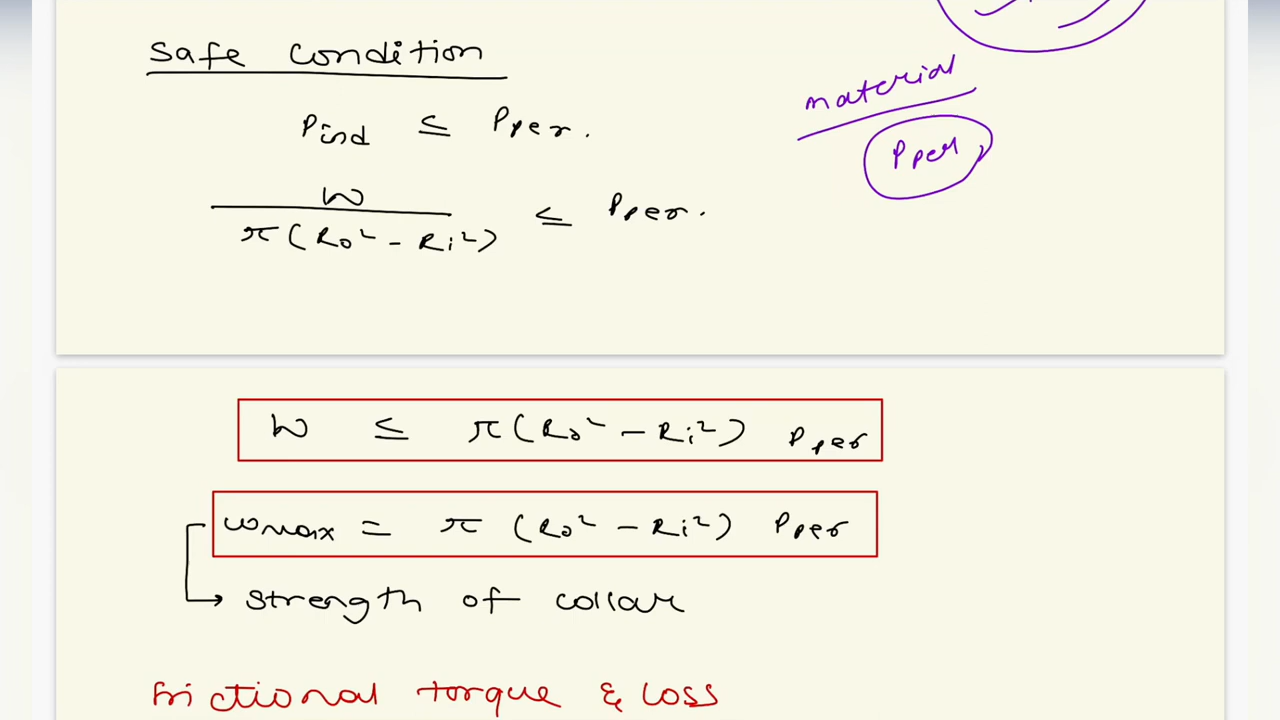 Safe condition
Pind ≤ Pper.
W / π(Ro² - Ri²) ≤ Pper.
material
Pper
W ≤ π(Ro² - Ri²) Pper
Wmax = π (Ro² - Ri²) Pper
→ strength of collar
Frictional torque & Loss